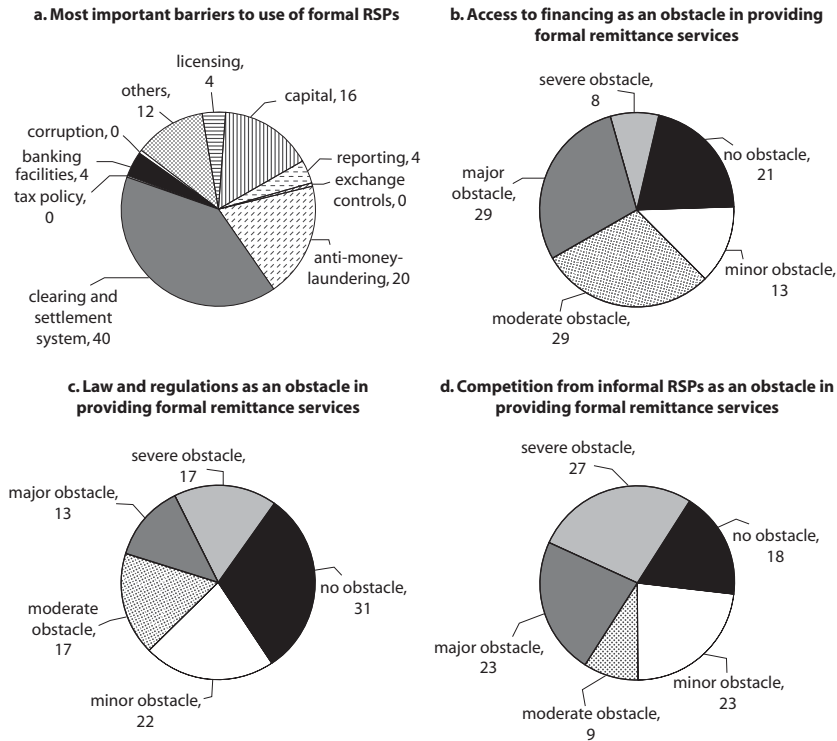 a. Most important barriers to use of formal RSPs
licensing,
4
others,
12
capital, 16
corruption, 0
banking
facilities, 4
tax policy,
0
reporting, 4
exchange
controls, 0
anti-money-
laundering, 20
clearing and
settlement
system, 40
b. Access to financing as an obstacle in providing
formal remittance services
severe obstacle,
8
no obstacle,
21
major
obstacle,
29
minor obstacle,
13
moderate obstacle,
29
c. Law and regulations as an obstacle in
providing formal remittance services
severe obstacle,
17
major obstacle,
13
no obstacle,
31
moderate
obstacle,
17
minor obstacle,
22
d. Competition from informal RSPs as an obstacle in
providing formal remittance services
severe obstacle,
27
no obstacle,
18
major obstacle,
23
minor obstacle,
23
moderate obstacle,
9